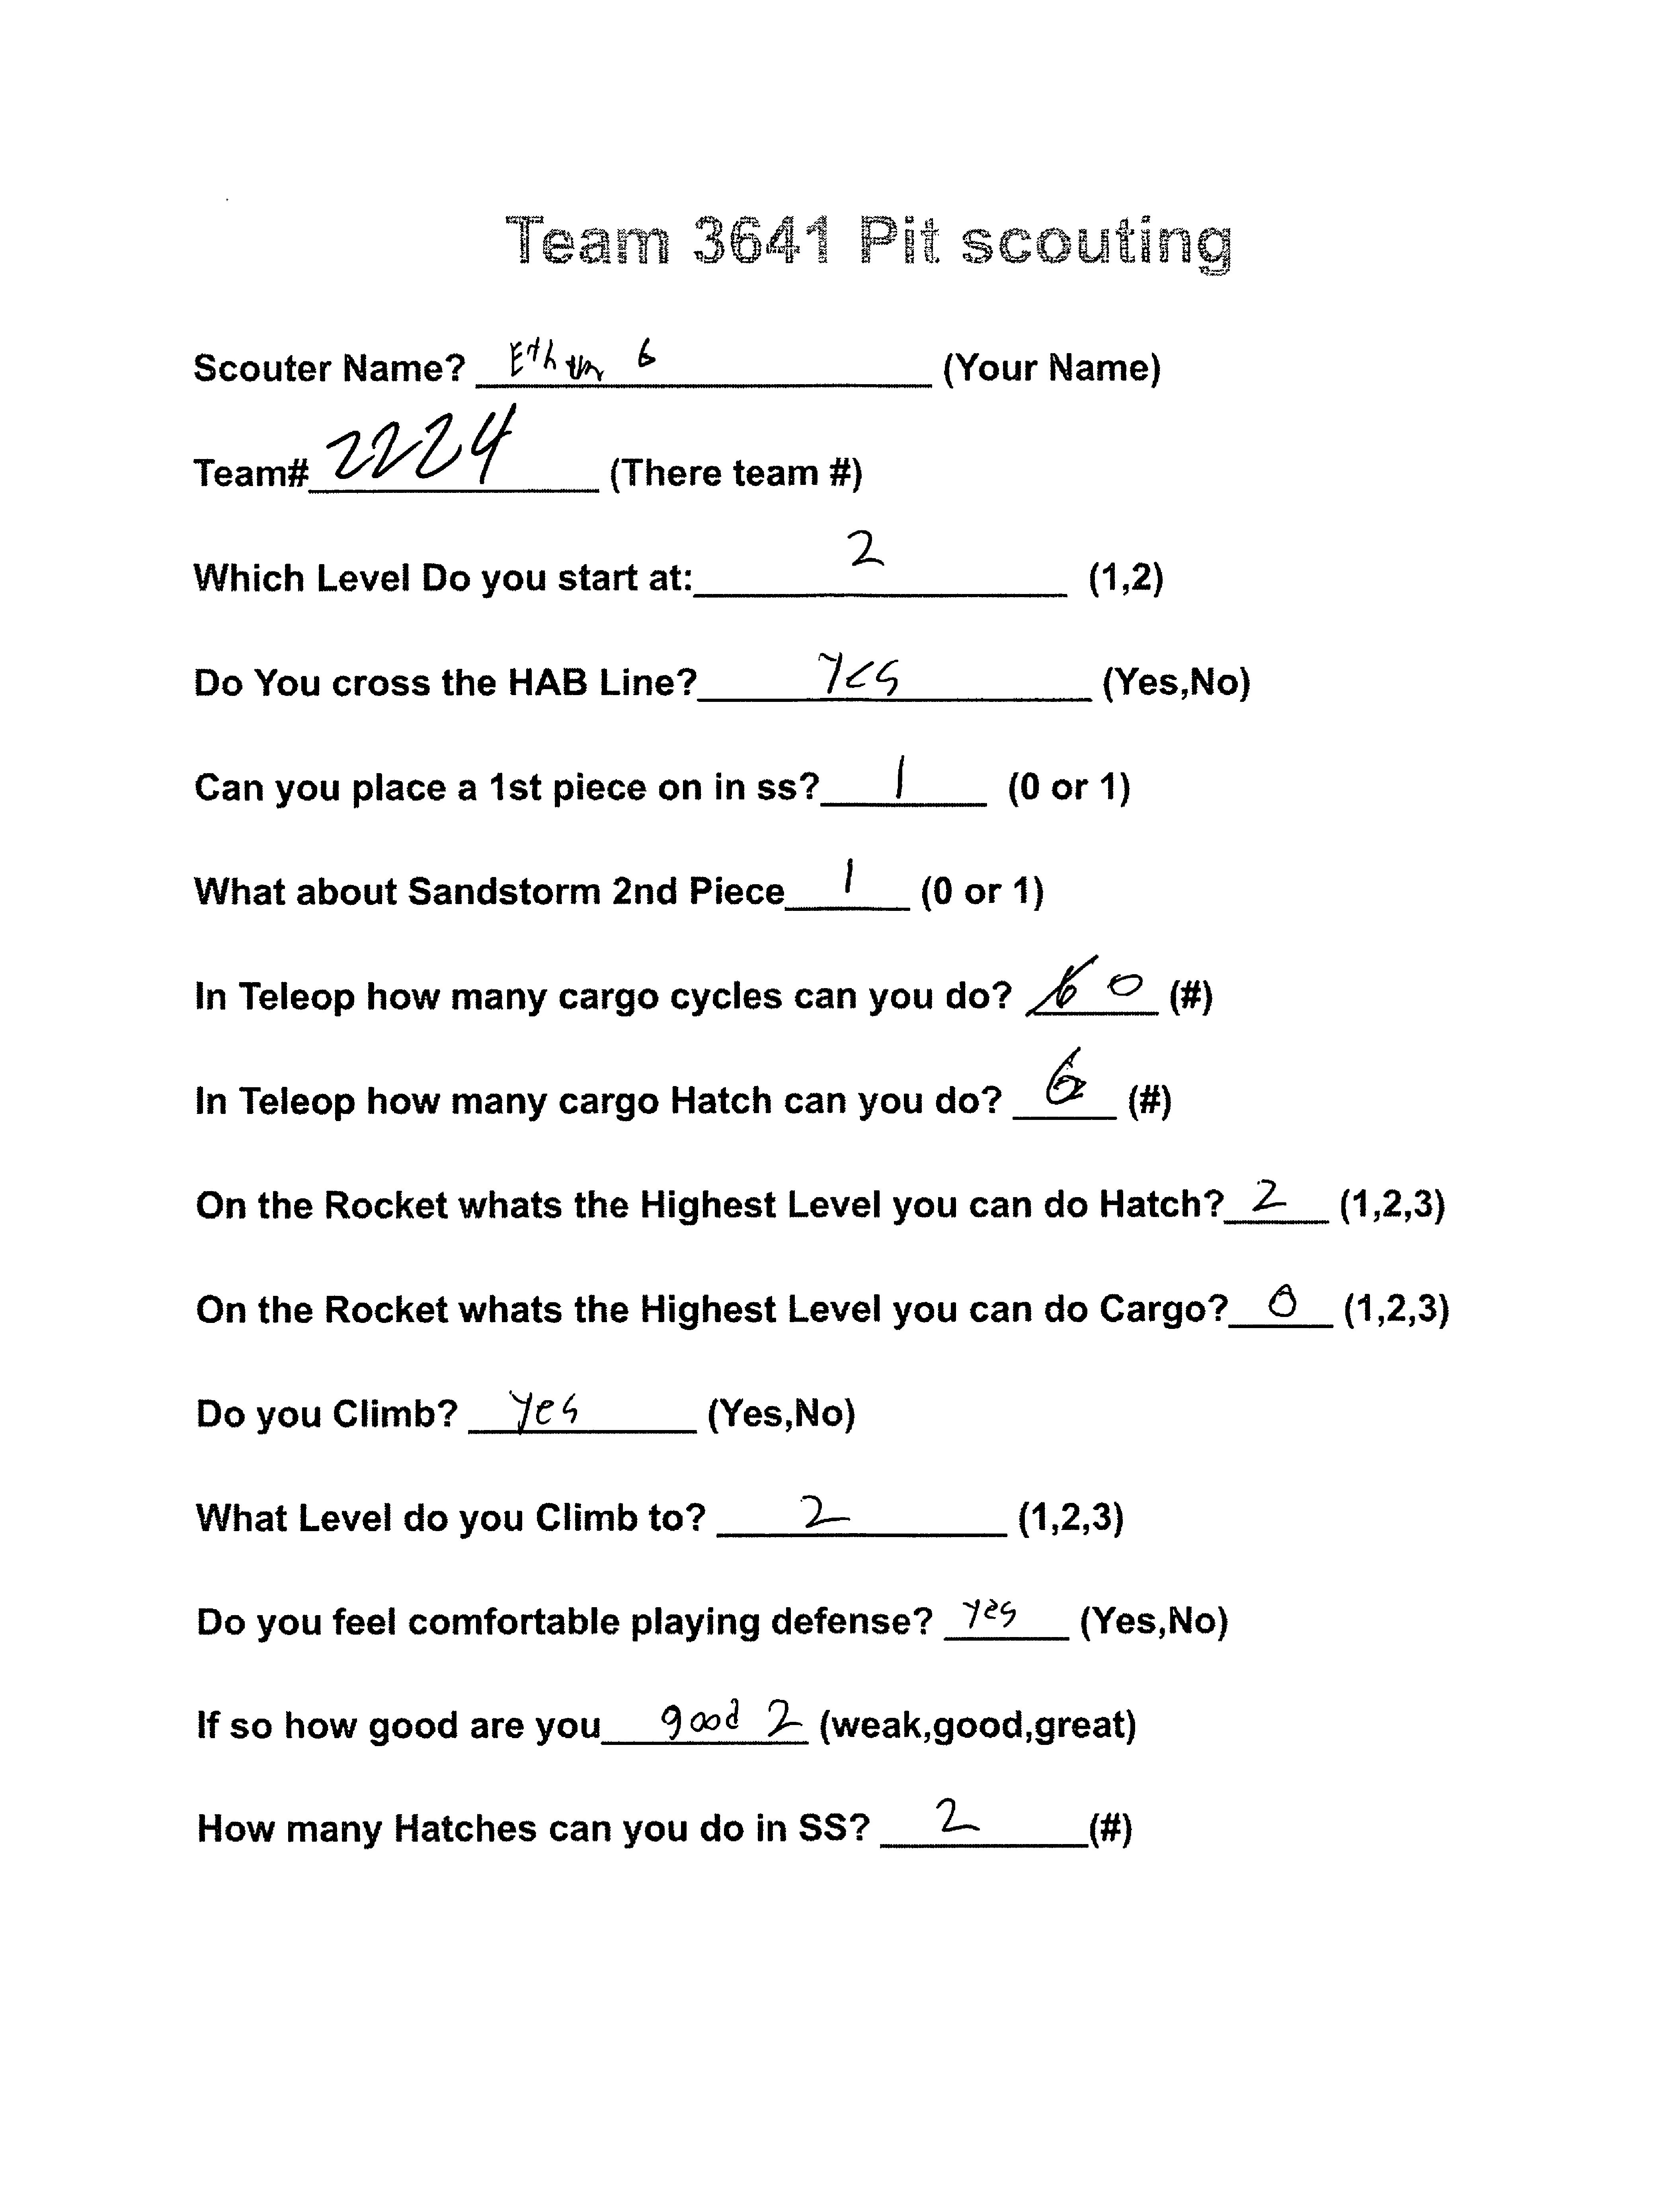 Team 3641 Pit scouting
Scouter Name? Ethan G (Your Name)
Team# 2224 (There team #)
Which Level Do you start at: 2 (1,2)
Do You cross the HAB Line? Yes (Yes,No)
Can you place a 1st piece on in ss? 1 (0 or 1)
What about Sandstorm 2nd Piece 1 (0 or 1)
In Teleop how many cargo cycles can you do? 0 (#)
In Teleop how many cargo Hatch can you do? 6 (#)
On the Rocket whats the Highest Level you can do Hatch? 2 (1,2,3)
On the Rocket whats the Highest Level you can do Cargo? 0 (1,2,3)
Do you Climb? yes (Yes,No)
What Level do you Climb to? 2 (1,2,3)
Do you feel comfortable playing defense? yes (Yes,No)
If so how good are you good 2 (weak,good,great)
How many Hatches can you do in SS? 2 (#)